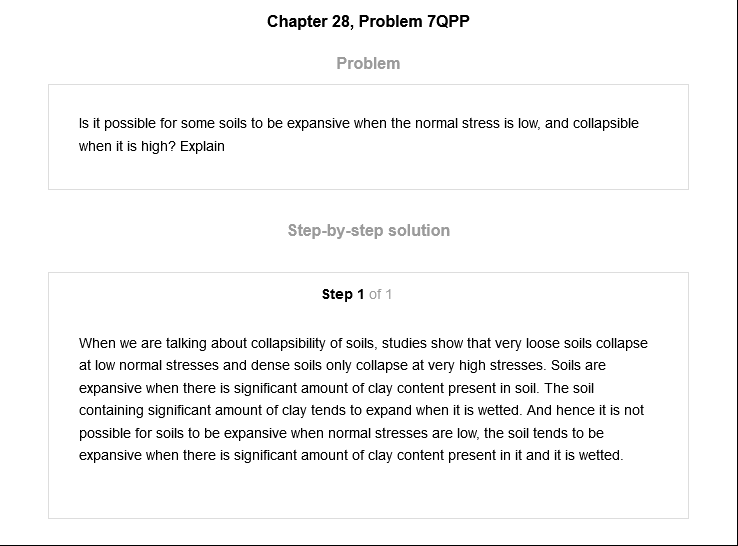 Chapter 28, Problem 7QPP
Problem
Is it possible for some soils to be expansive when the normal stress is low, and collapsible
when it is high? Explain
Step-by-step solution
Step 1 of 1
When we are talking about collapsibility of soils, studies show that very loose soils collapse
at low normal stresses and dense soils only collapse at very high stresses. Soils are
expansive when there is significant amount of clay content present in soil. The soil
containing significant amount of clay tends to expand when it is wetted. And hence it is not
possible for soils to be expansive when normal stresses are low, the soil tends to be
expansive when there is significant amount of clay content present in it and it is wetted.